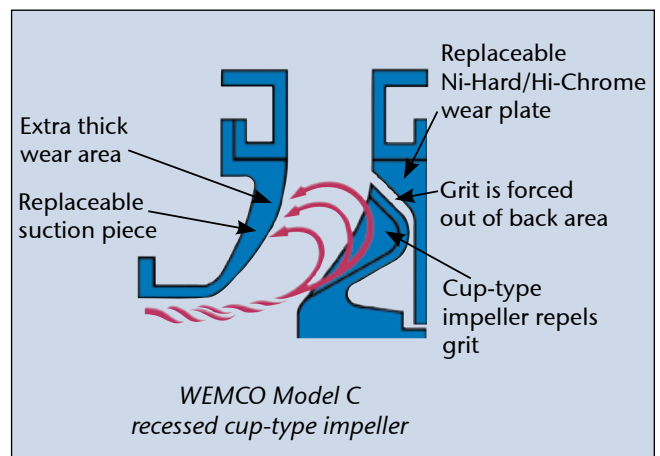 Extra thick
wear area
Replaceable
suction piece
Replaceable
Ni-Hard/Hi-Chrome
wear plate
Grit is forced
out of back area
Cup-type
impeller repels
grit
WEMCO Model C
recessed cup-type impeller